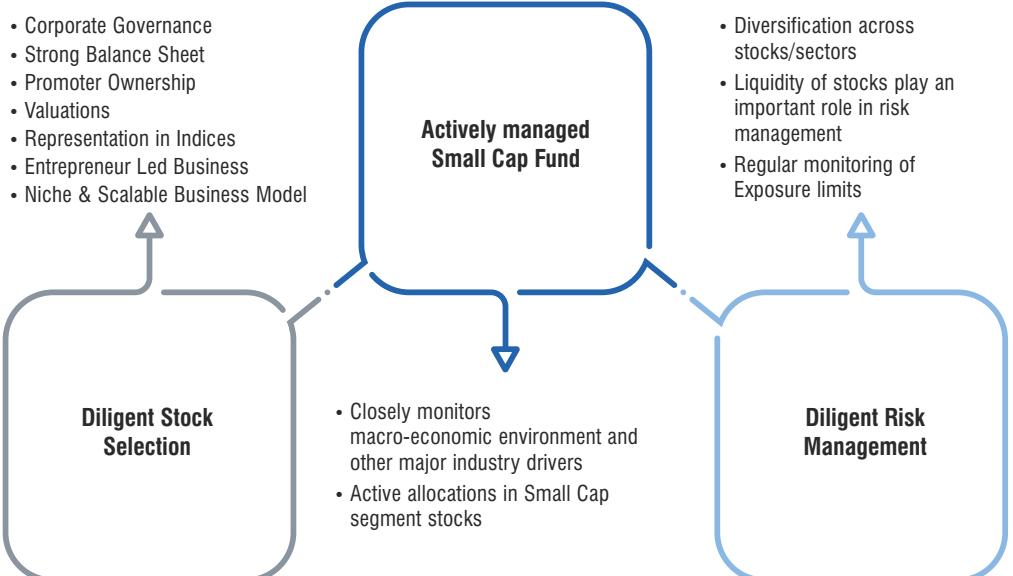 • Corporate Governance
• Strong Balance Sheet
• Promoter Ownership
• Valuations
• Representation in Indices
• Entrepreneur Led Business
• Niche & Scalable Business Model
Actively managed
Small Cap Fund
• Diversification across
stocks/sectors
• Liquidity of stocks play an
important role in risk
management
• Regular monitoring of
Exposure limits
Diligent Stock
Selection
• Closely monitors
macro-economic environment and
other major industry drivers
• Active allocations in Small Cap
segment stocks
Diligent Risk
Management